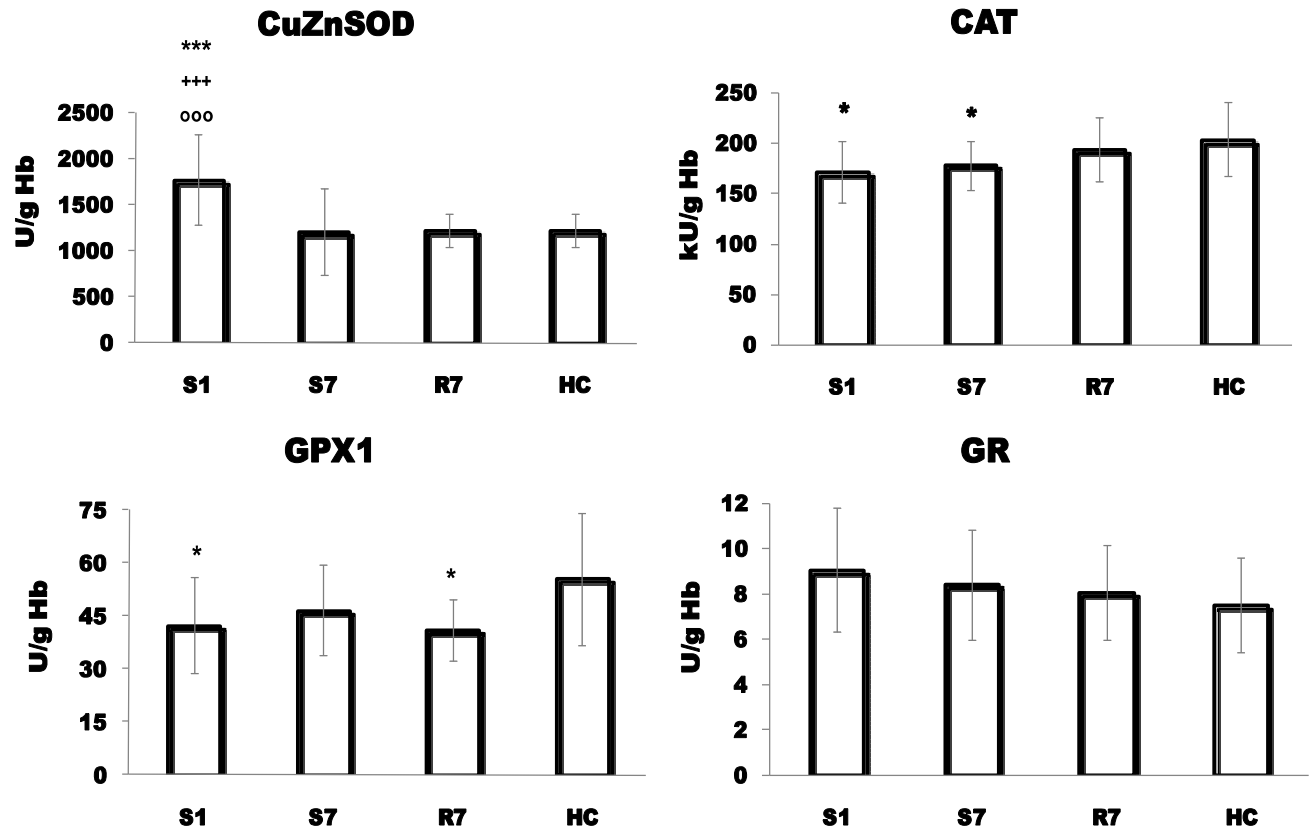 CuZnSOD
***
+++
ooo
2500
2000
1500
1000
500
0
U/g Hb
S1 S7 R7 HC
CAT
* *
250
200
150
100
50
0
kU/g Hb
S1 S7 R7 HC
GPX1
* *
75
60
45
30
15
0
U/g Hb
S1 S7 R7 HC
GR
12
10
8
6
4
2
0
U/g Hb
S1 S7 R7 HC